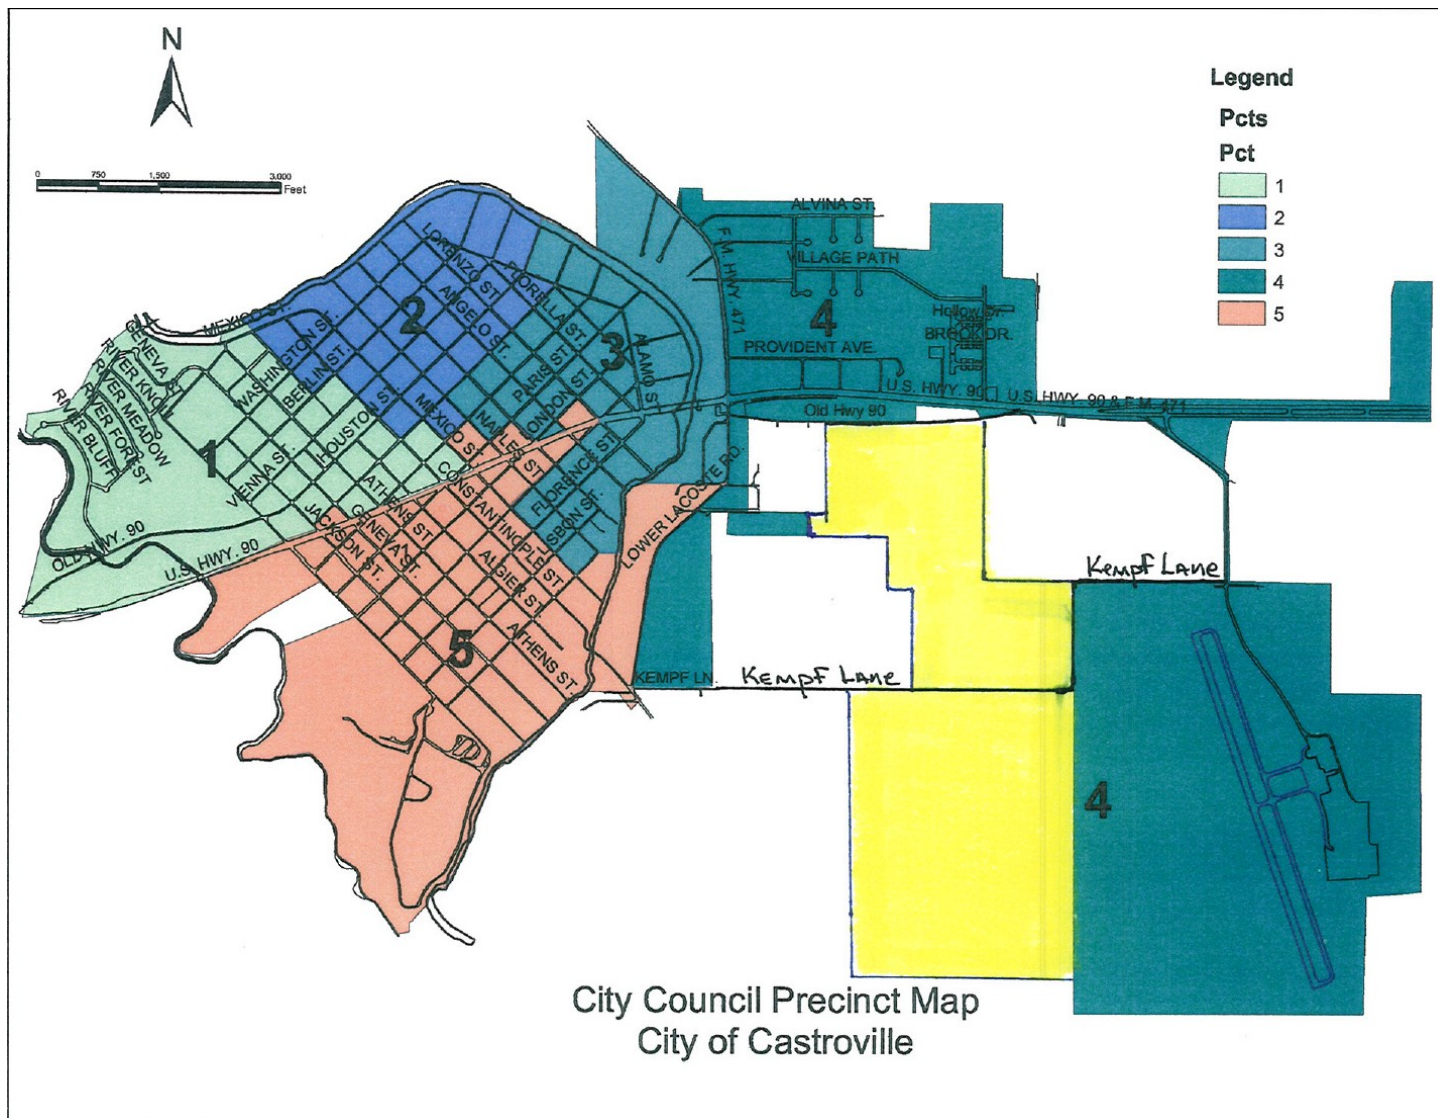 N
0 750 1,500 3,000
Feet
Legend
Pcts
Pct
1
2
3
4
5
ALVINA ST.
F.M. HWY. 471
VILLAGE PATH
4
Hollow Dr.
BROOK DR.
PROVIDENT AVE.
U.S. HWY. 90
U.S. HWY. 90 & F.M. 471
Old Hwy 90
LORENZO ST.
FLORELLA ST.
ANGELO ST.
2
3
PARIS ST.
LONDON ST.
ALAMO ST.
MEXICO ST.
WASHINGTON ST.
BERLIN ST.
GENEVA ST.
RIVER KNOLL
RIVER MEADOW
RIVER FOREST
RIVER BLUFF
1
VIENNA ST.
HOUSTON ST.
MEXICO ST.
NAPLES ST.
FLORENCE ST.
LISBON ST.
CONSTANTINOPLE ST.
ATHENS ST.
GENEVA ST.
JACKSON ST.
ALGIER ST.
ATHENS ST.
5
OLD HWY. 90
U.S. HWY. 90
LOWER LACOSTE RD.
KEMPF LN.
Kempf Lane
Kempf Lane
4
City Council Precinct Map
City of Castroville